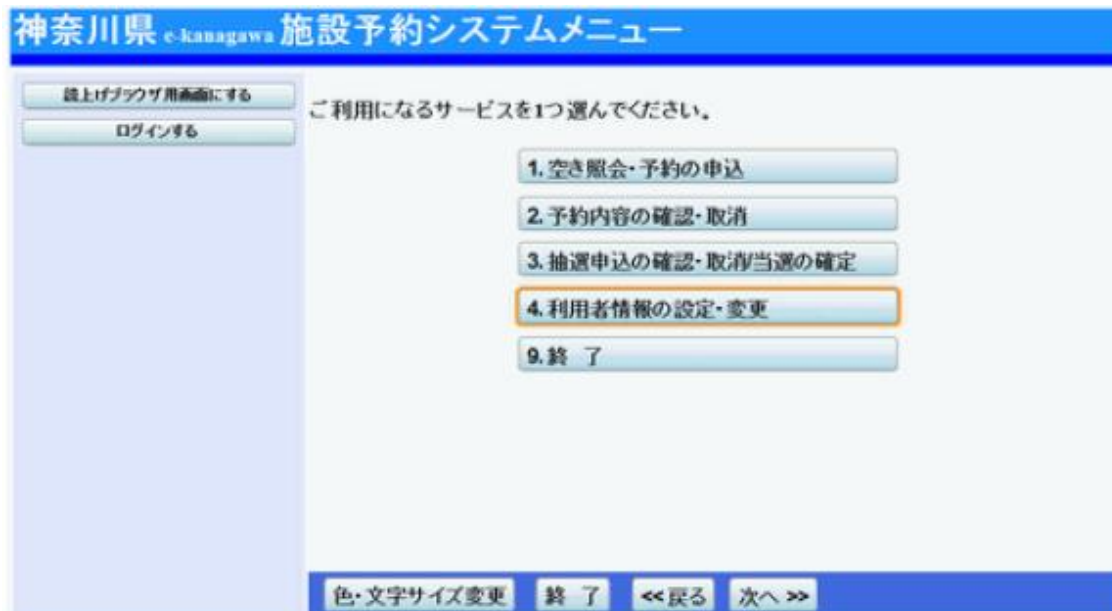 神奈川県 e-kanagawa 施設予約システムメニュー
読上げブラウザ用画面にする
ログインする
ご利用になるサービスを1つ選んでください。
1. 空き照会・予約の申込
2. 予約内容の確認・取消
3. 抽選申込の確認・取消/当選の確定
4. 利用者情報の設定・変更
9. 終 了
色・文字サイズ変更 終 了 <<戻る 次へ >>